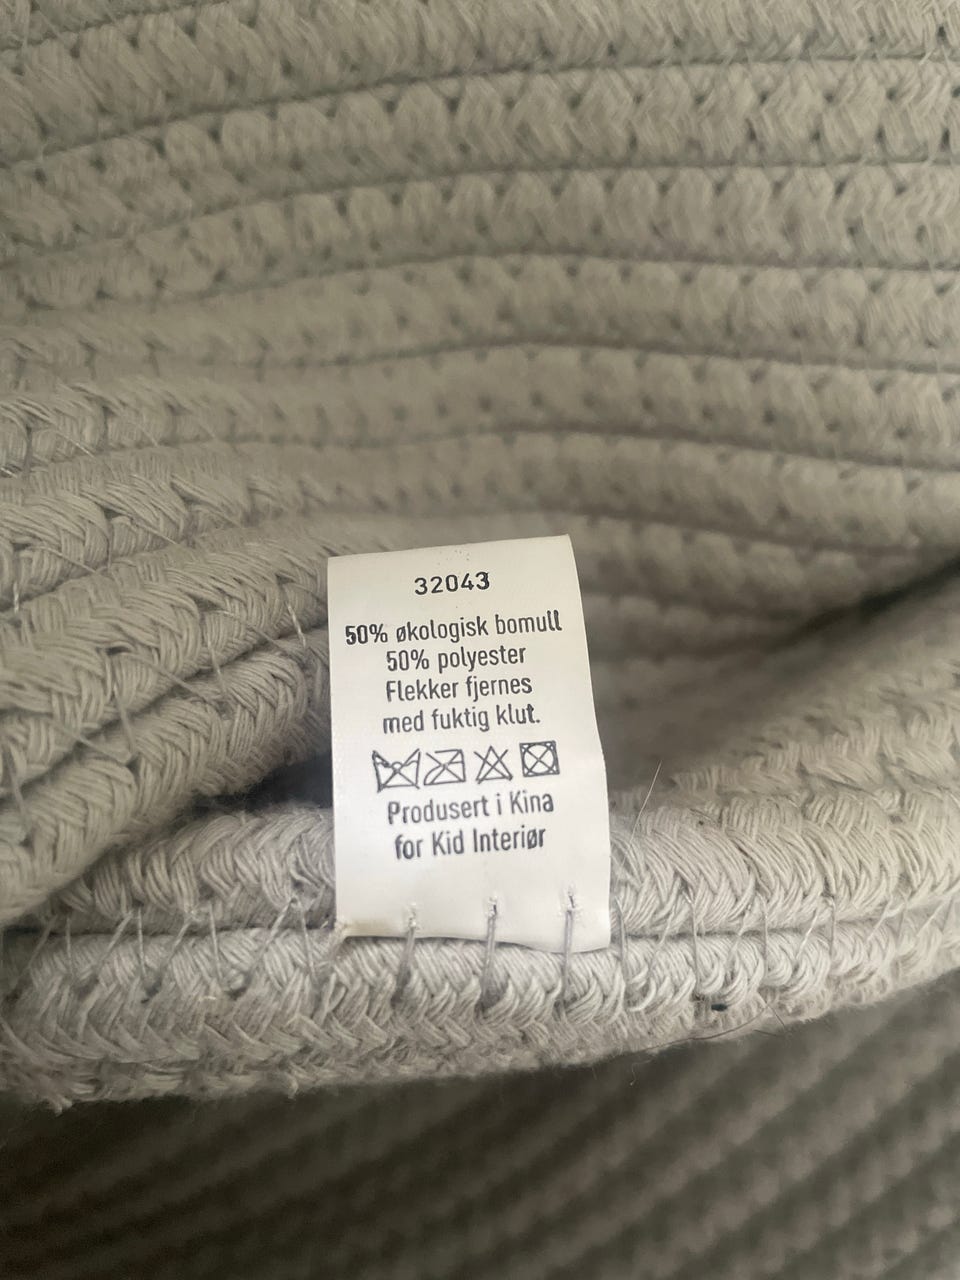 32043
50% økologisk bomull
50% polyester
Flekker fjernes
med fuktig klut.
Produsert i Kina
for Kid Interiør